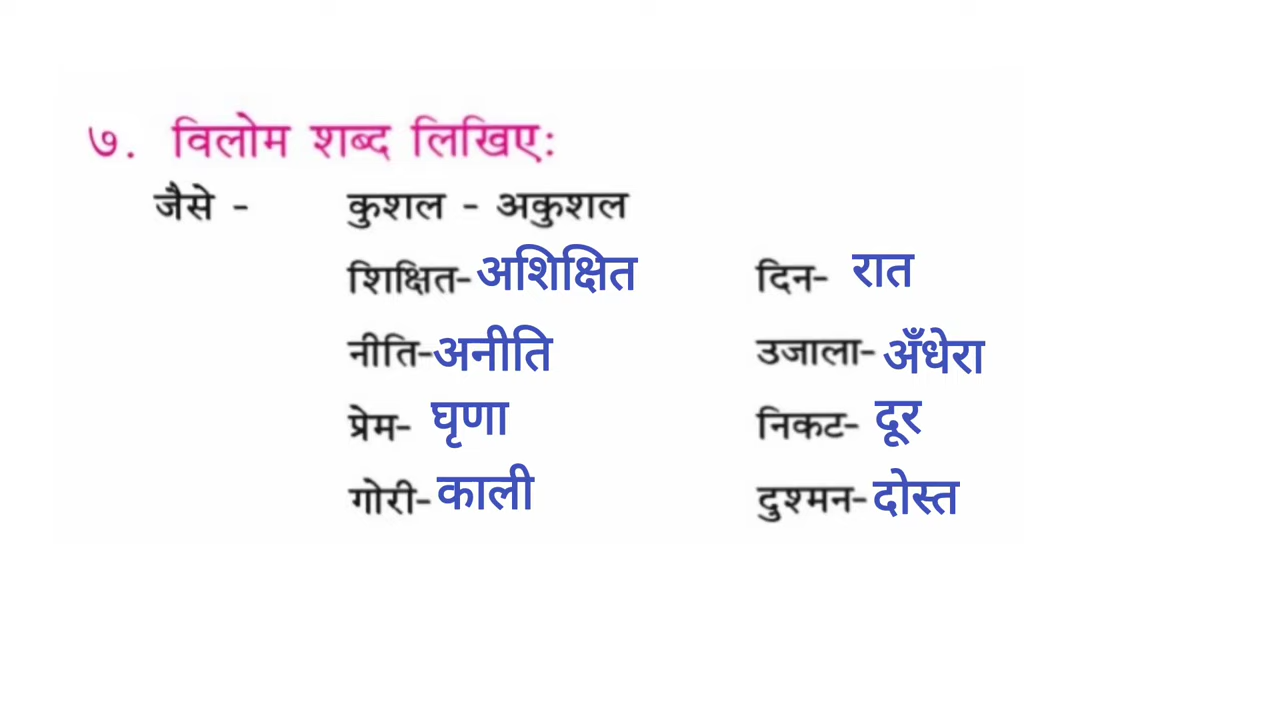 ७. विलोम शब्द लिखिए:
जैसे - कुशल - अकुशल
शिक्षित- अशिक्षित दिन- रात
नीति- अनीति उजाला- अँधेरा
प्रेम- घृणा निकट- दूर
गोरी- काली दुश्मन- दोस्त